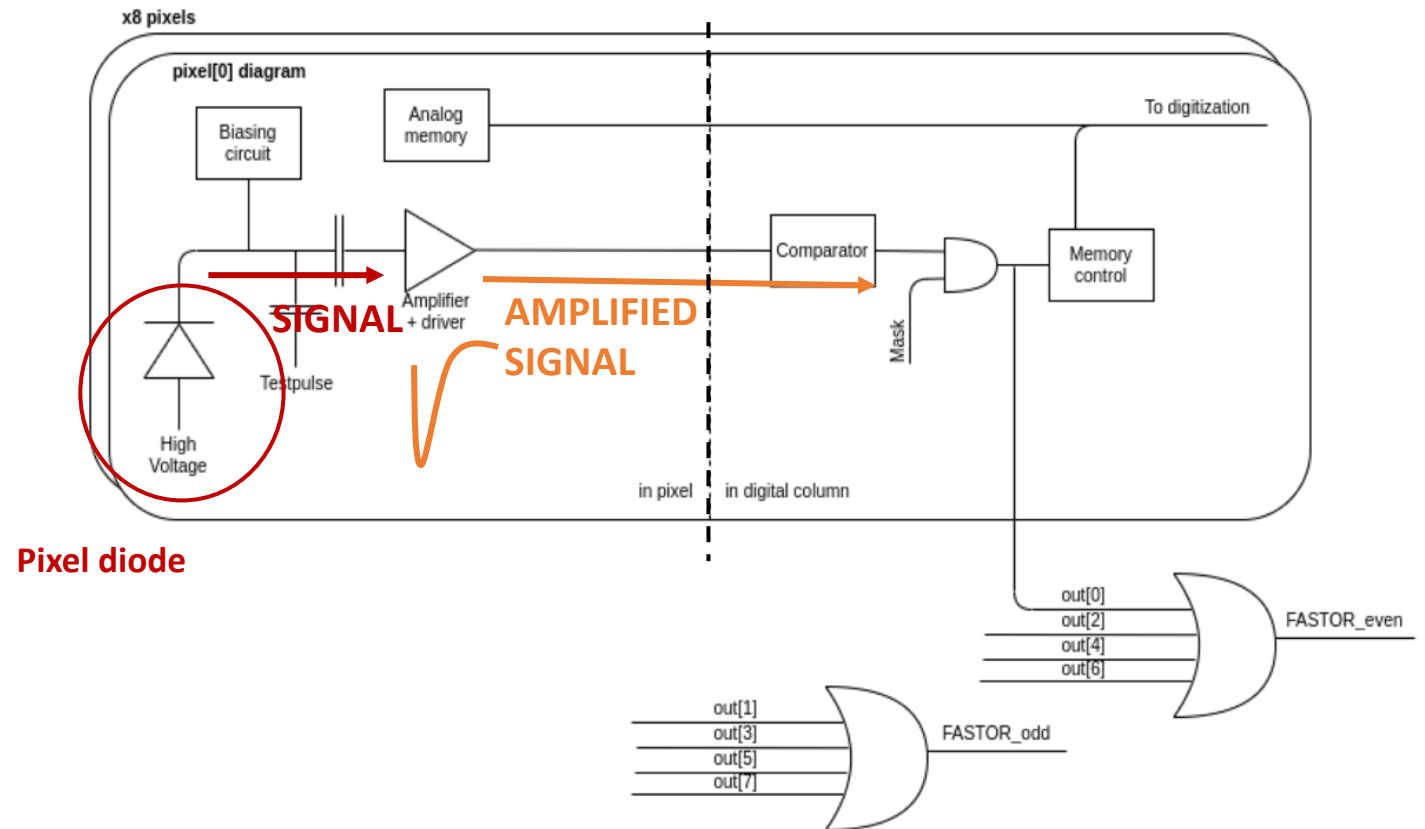 x8 pixels
pixel[0] diagram
Biasing
circuit
Analog
memory
To digitization
Comparator
Memory
control
Mask
SIGNAL
Amplifier
+ driver
AMPLIFIED
SIGNAL
Testpulse
High
Voltage
in pixel
in digital column
Pixel diode
out[0]
out[2]
out[4]
out[6]
FASTOR_even
out[1]
out[3]
out[5]
out[7]
FASTOR_odd